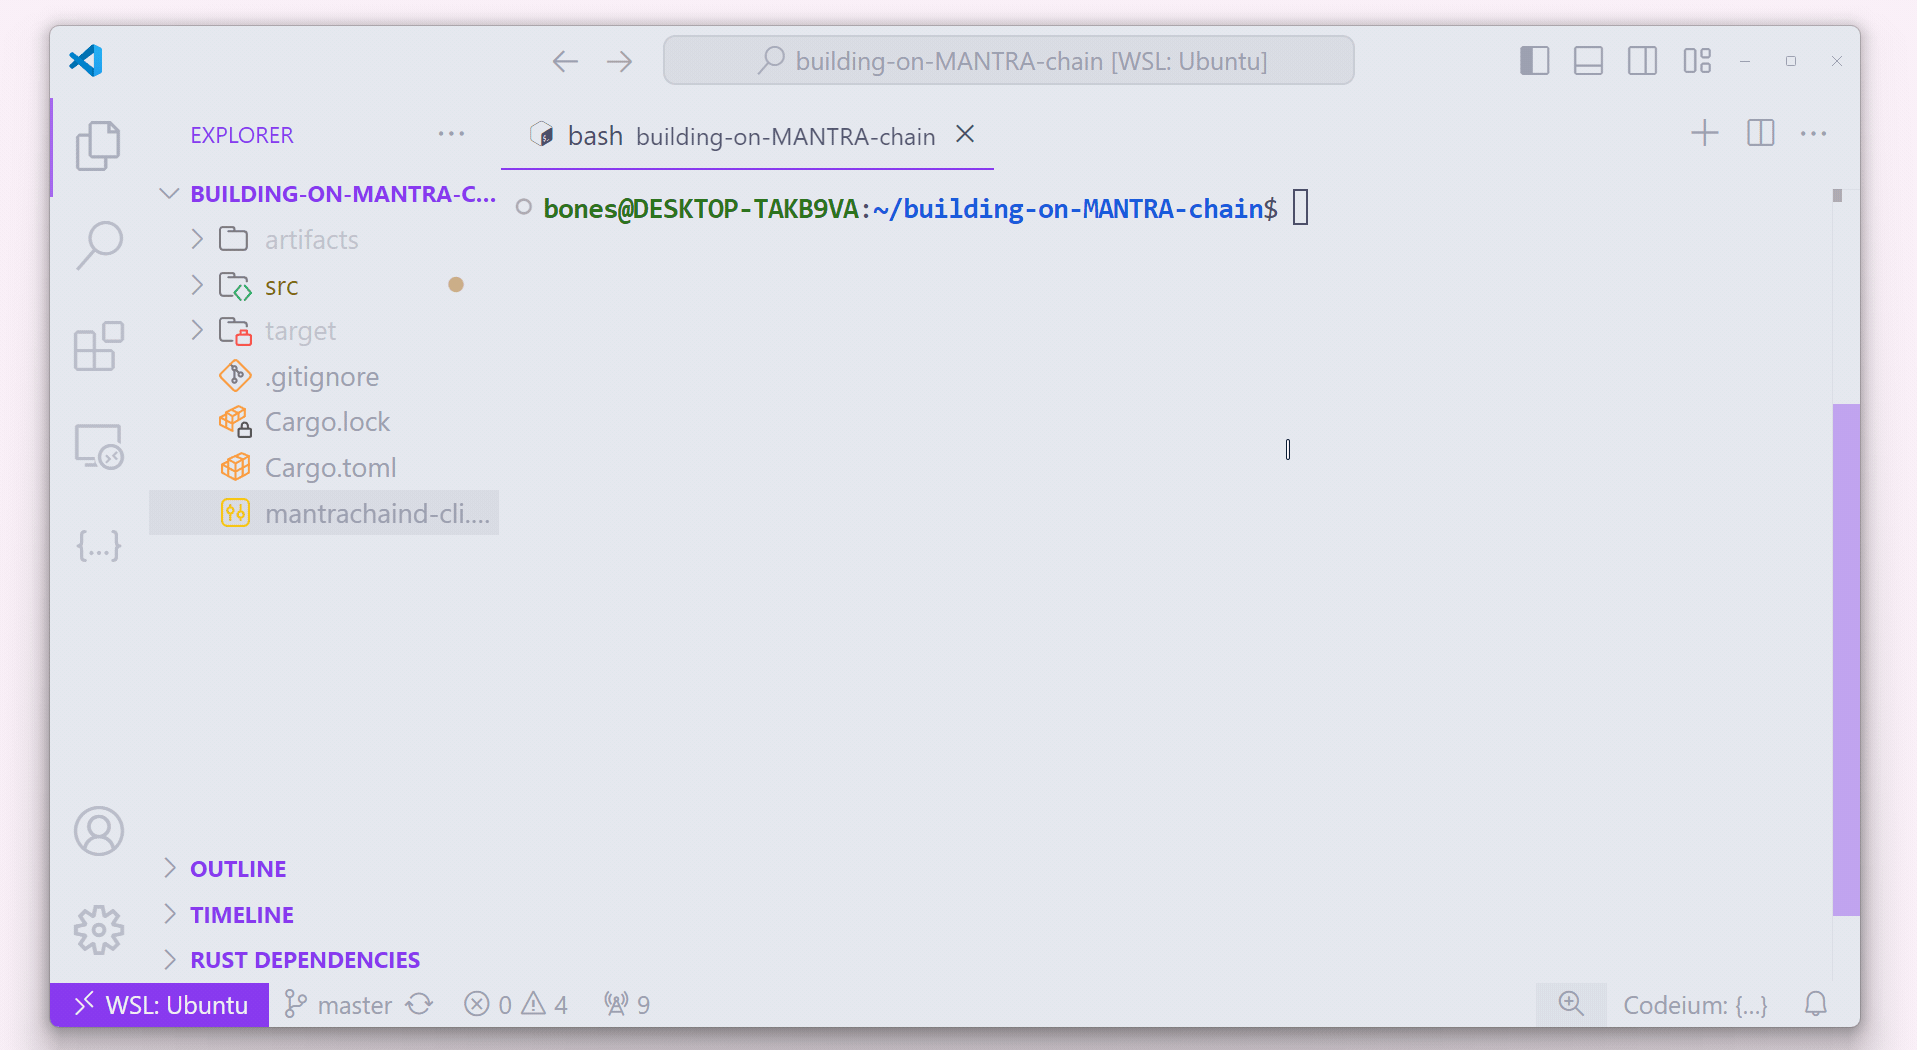 building-on-MANTRA-chain [WSL: Ubuntu]
EXPLORER
BUILDING-ON-MANTRA-C...
artifacts
src
target
.gitignore
Cargo.lock
Cargo.toml
mantrachaind-cli....
OUTLINE
TIMELINE
RUST DEPENDENCIES
bash building-on-MANTRA-chain
bones@DESKTOP-TAKB9VA:~/building-on-MANTRA-chain$
WSL: Ubuntu master 0 4 9 Codeium: {...}